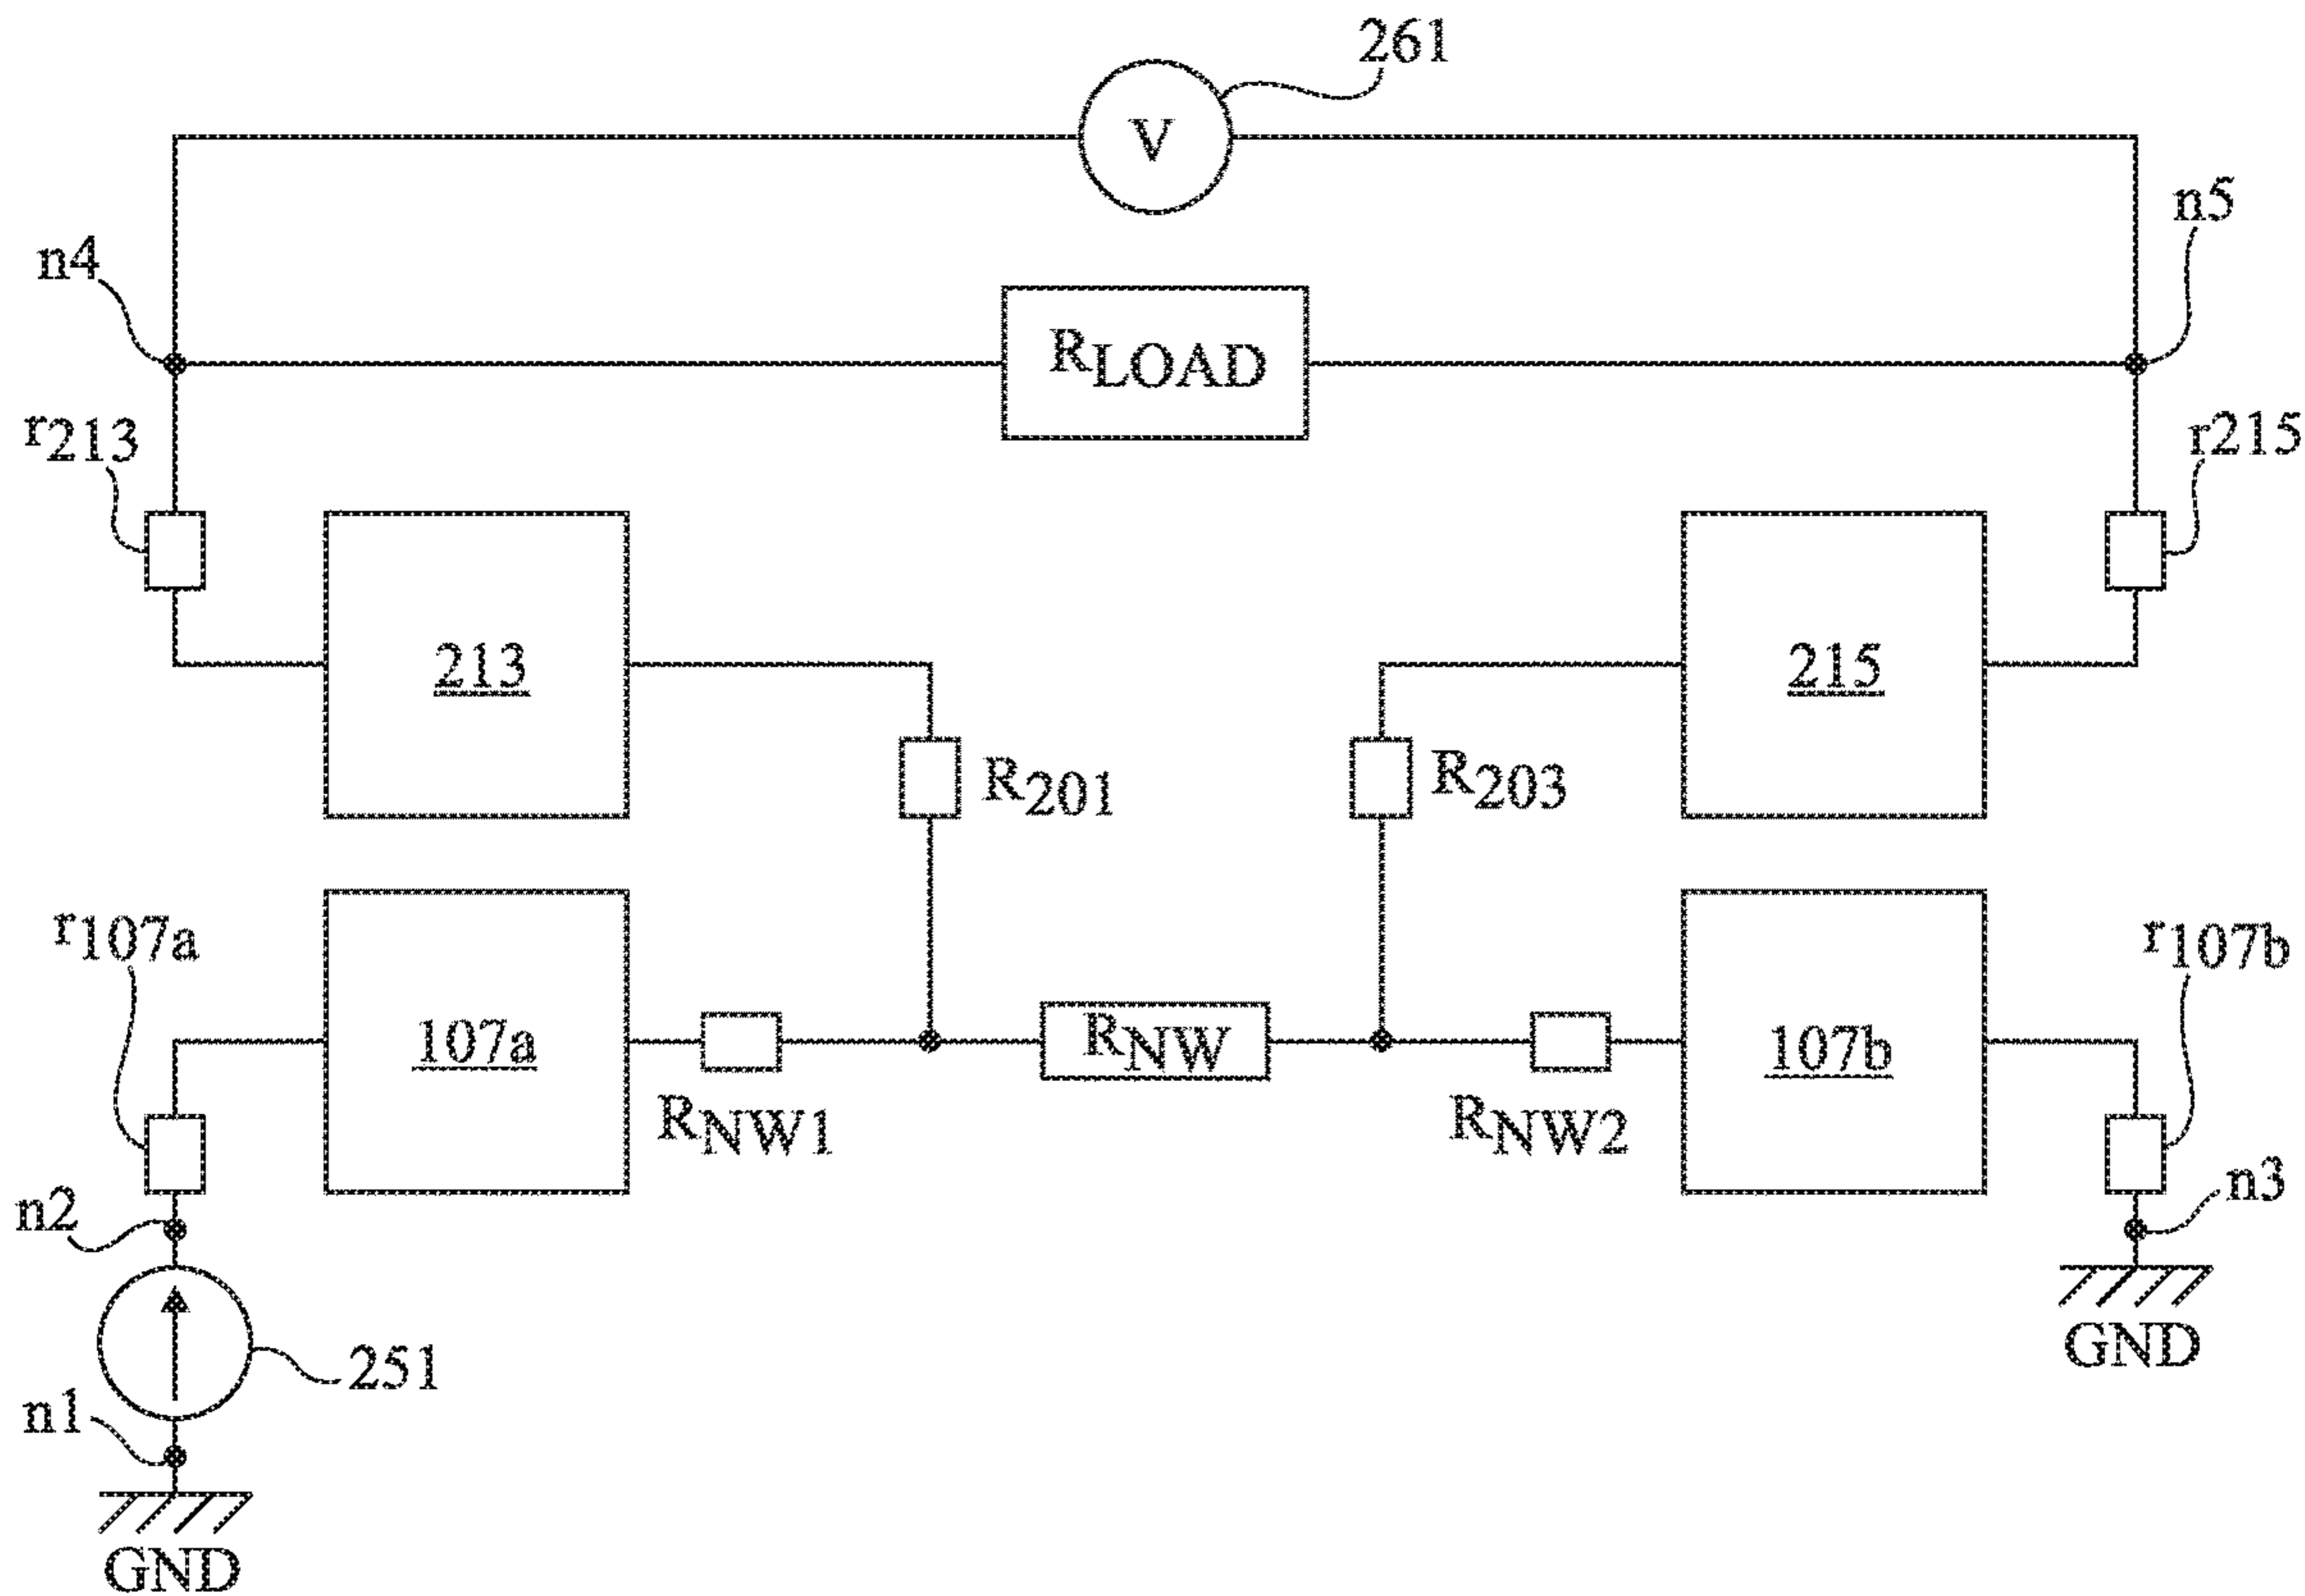 261
V
n5
n4
RLOAD
r213
r215
213
215
R201
R203
r107a
r107b
107a
RNW
107b
RNW1
RNW2
n2
n3
GND
251
n1
GND